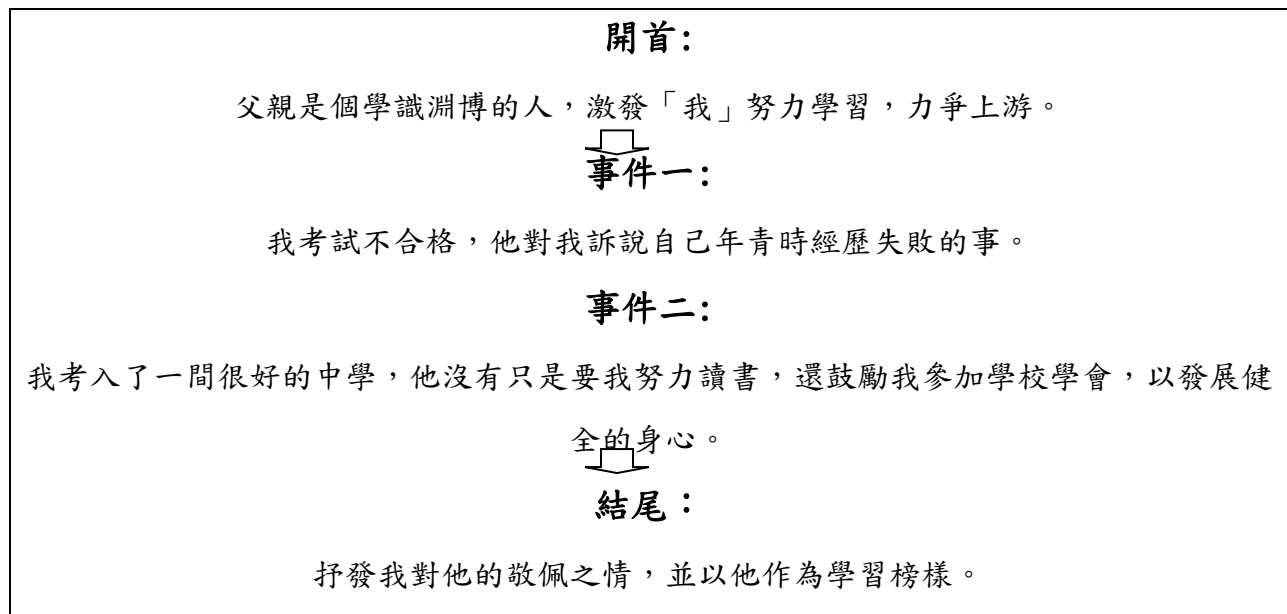 開首:
父親是個學識淵博的人，激發「我」努力學習，力爭上游。
事件一:
我考試不合格，他對我訴說自己年青時經歷失敗的事。
事件二:
我考入了一間很好的中學，他沒有只是要我努力讀書，還鼓勵我參加學校學會，以發展健
全的身心。
結尾：
抒發我對他的敬佩之情，並以他作為學習榜樣。